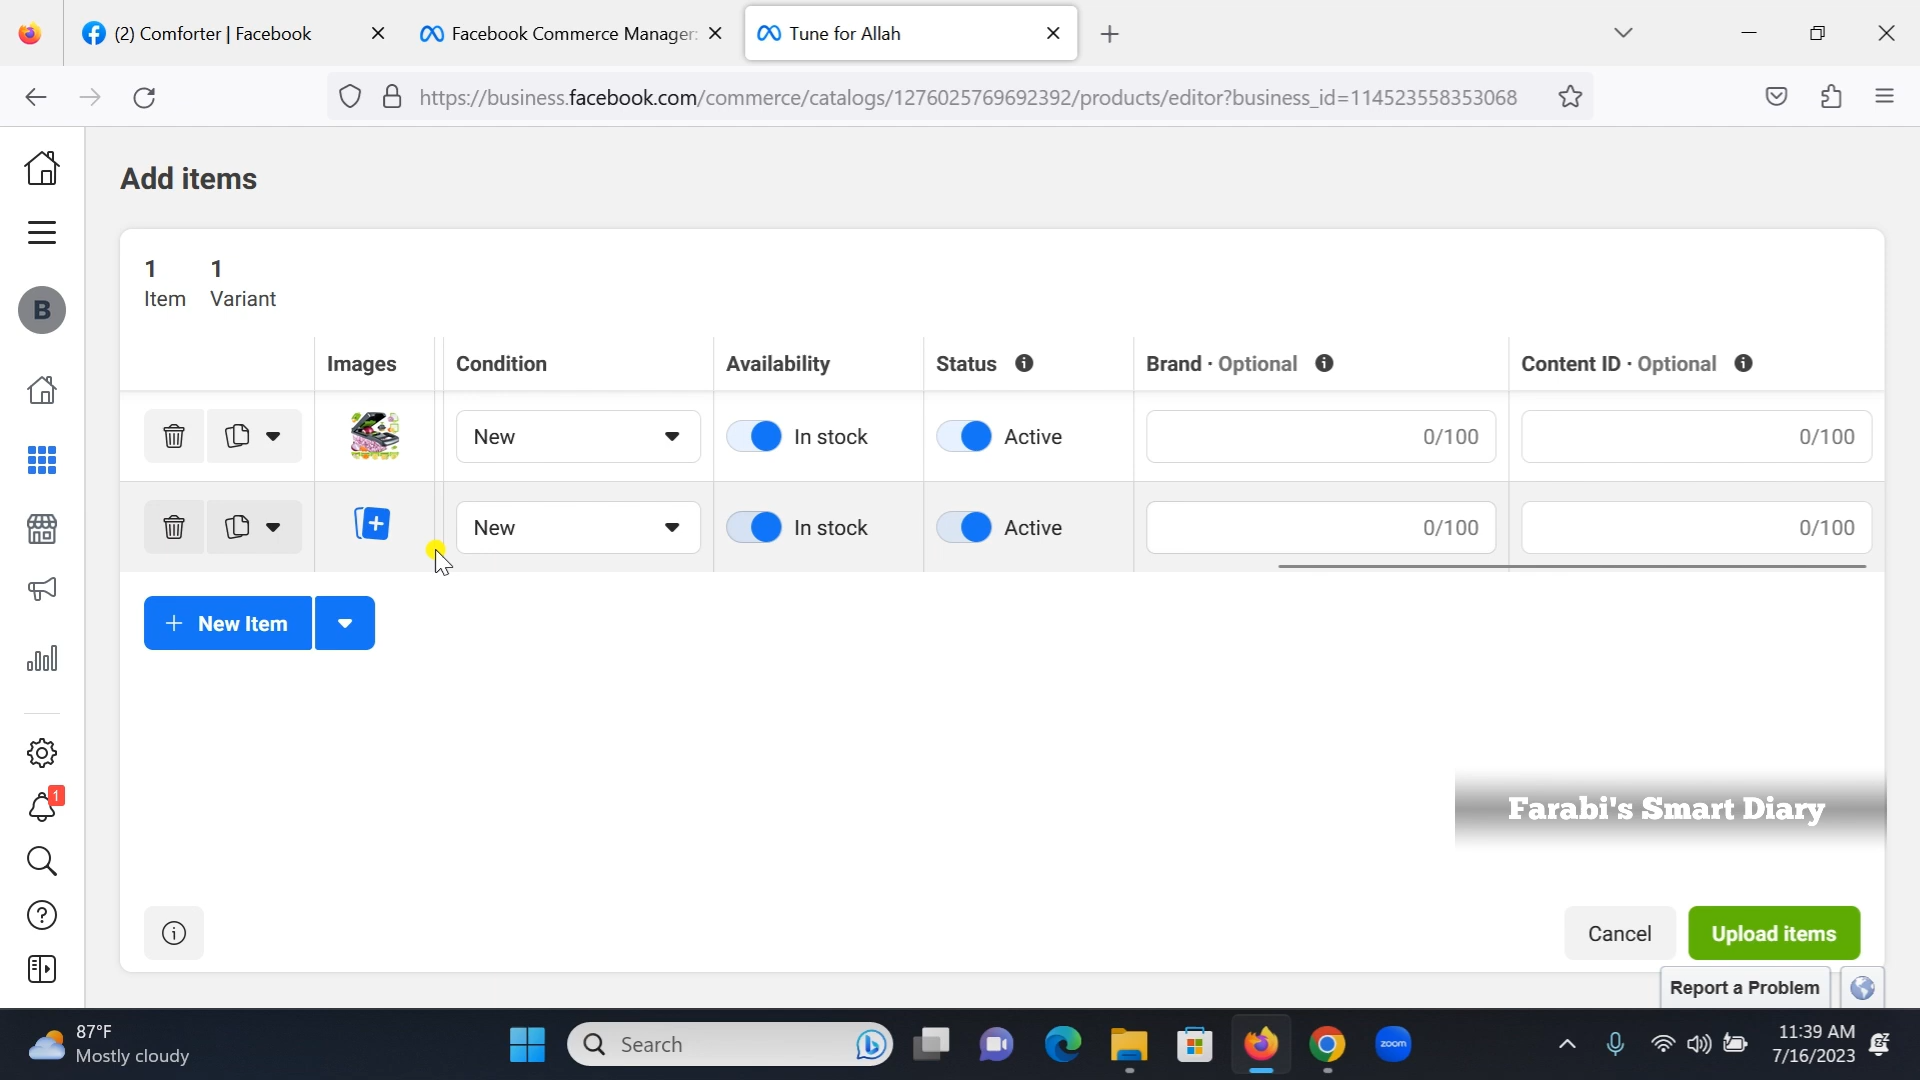 (2) Comforter | Facebook
Facebook Commerce Manager:
Tune for Allah
https://business.facebook.com/commerce/catalogs/1276025769692392/products/editor?business_id=114523558353068
Add items
1 1
Item Variant
Images Condition Availability Status Brand · Optional Content ID · Optional
New In stock Active 0/100 0/100
New In stock Active 0/100 0/100
B
+ New Item
1
Farabi's Smart Diary
Cancel Upload items
Report a Problem
87°F
Mostly cloudy
Search
zoom
11:39 AM
7/16/2023